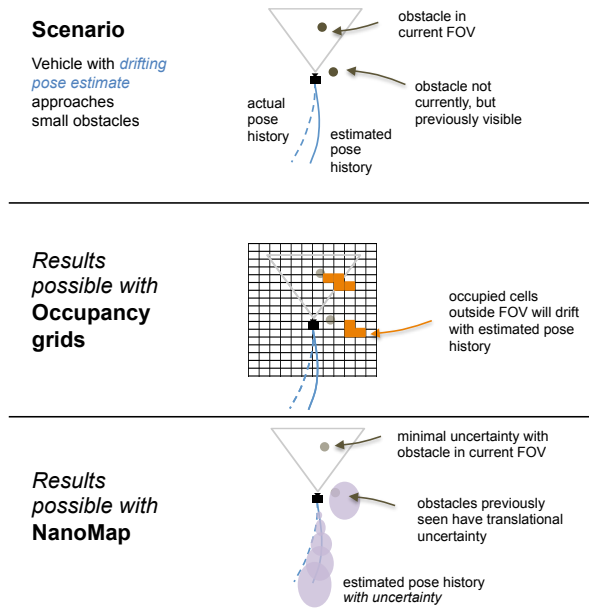 Scenario
Vehicle with drifting
pose estimate
approaches
small obstacles
obstacle in
current FOV
obstacle not
currently, but
previously visible
actual
pose
history
estimated
pose
history
Results
possible with
Occupancy
grids
occupied cells
outside FOV will drift
with estimated pose
history
Results
possible with
NanoMap
minimal uncertainty with
obstacle in current FOV
obstacles previously
seen have translational
uncertainty
estimated pose history
with uncertainty